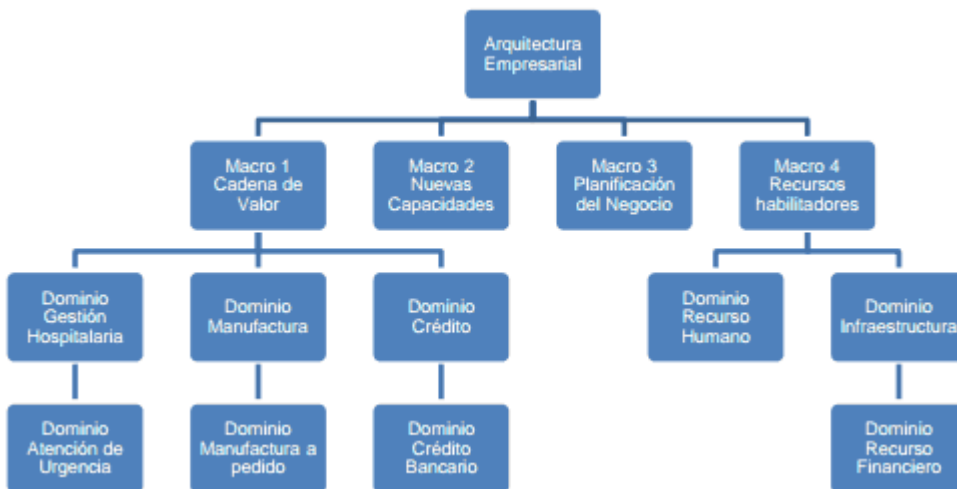 Arquitectura
Empresarial
Macro 1
Cadena de
Valor
Macro 2
Nuevas
Capacidades
Macro 3
Planificación
del Negocio
Macro 4
Recursos
habilitadores
Dominio
Gestión
Hospitalaria
Dominio
Manufactura
Dominio
Crédito
Dominio
Recurso
Humano
Dominio
Infraestructura
Dominio
Atención de
Urgencia
Dominio
Manufactura a
pedido
Dominio
Crédito
Bancario
Dominio
Recurso
Financiero